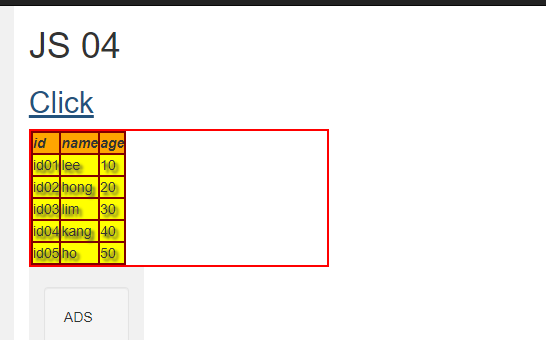 JS 04
Click
id name age
id01 lee 10
id02 hong 20
id03 lim 30
id04 kang 40
id05 ho 50
ADS